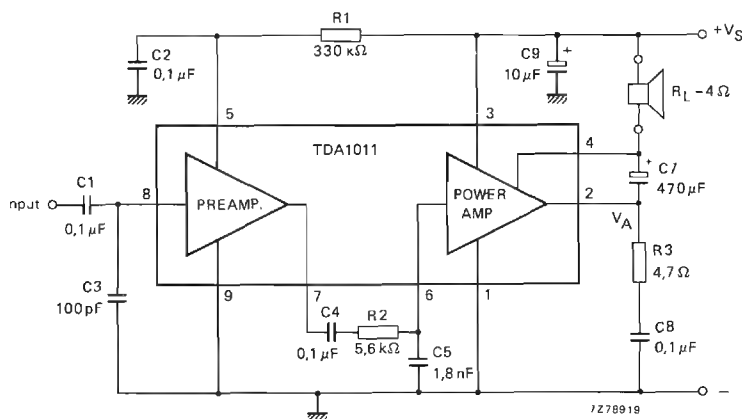 R1
330 kΩ
C2
0,1 μF
C9
+
10 μF
+VS
RL – 4 Ω
5
3
TDA1011
4
+
C7
470 μF
C1
Input
0,1 μF
8
PREAMP.
POWER
AMP
2
VA
R3
4,7 Ω
C3
100 pF
9
7
6
1
C4
R2
0,1 μF
5,6 kΩ
C5
1,8 nF
C8
0,1 μF
–
7Z78919